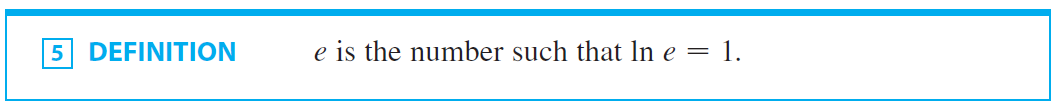 5 DEFINITION e is the number such that ln e = 1.